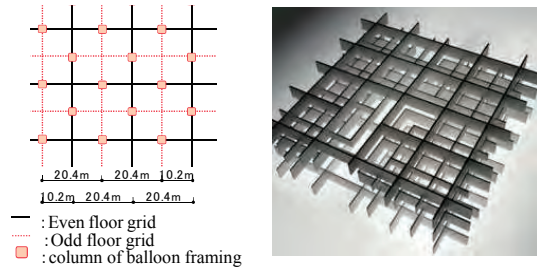 20.4m 20.4m 10.2m
10.2m 20.4m 20.4m
: Even floor grid
: Odd floor grid
: column of balloon framing